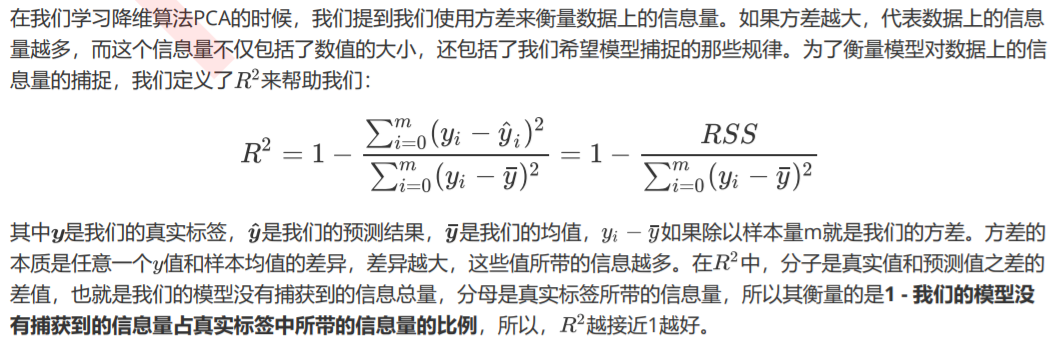 在我们学习降维算法PCA的时候，我们提到我们使用方差来衡量数据上的信息量。如果方差越大，代表数据上的信息
量越多，而这个信息量不仅包括了数值的大小，还包括了我们希望模型捕捉的那些规律。为了衡量模型对数据上的信
息量的捕捉，我们定义了R²来帮助我们：
R² = 1 - \frac{\sum_{i=0}^{m}(y_i - \hat{y}_i)^2}{\sum_{i=0}^{m}(y_i - \bar{y})^2} = 1 - \frac{RSS}{\sum_{i=0}^{m}(y_i - \bar{y})^2}
其中y是我们的真实标签，ŷ是我们的预测结果，ȳ是我们的均值，yᵢ − ȳ如果除以样本量m就是我们的方差。方差的
本质是任意一个y值和样本均值的差异，差异越大，这些值所带的信息越多。在R²中，分子是真实值和预测值之差的
差值，也就是我们的模型没有捕获到的信息总量，分母是真实标签所带的信息量，所以其衡量的是1 - 我们的模型没
有捕获到的信息量占真实标签中所带的信息量的比例，所以，R²越接近1越好。